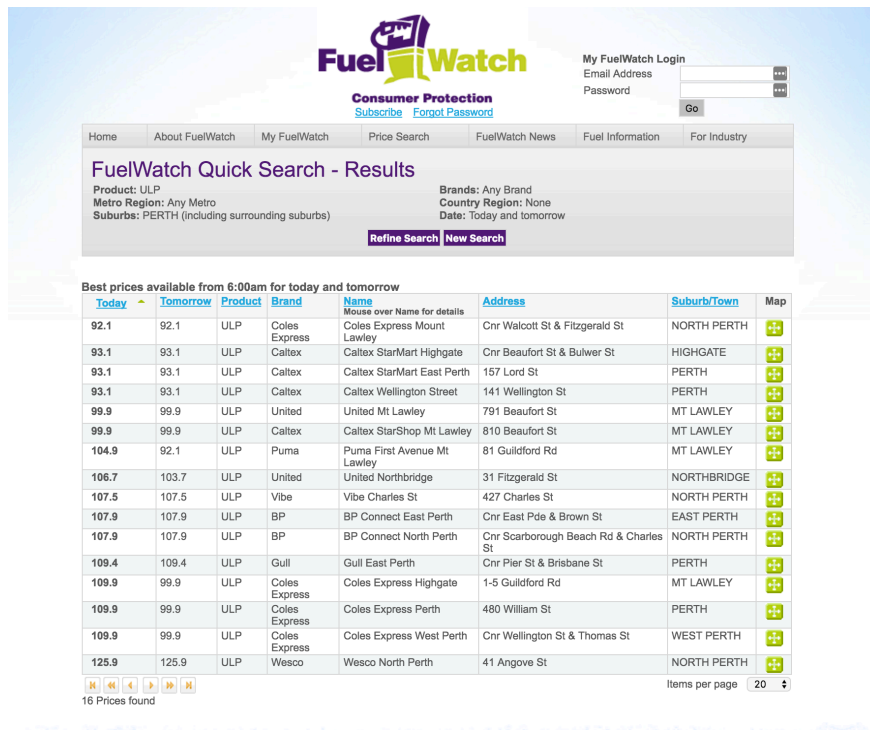 FuelWatch
Consumer Protection
Subscribe Forgot Password
My FuelWatch Login
Email Address
Password
Go
Home About FuelWatch My FuelWatch Price Search FuelWatch News Fuel Information For Industry
FuelWatch Quick Search - Results
Product: ULP Brands: Any Brand
Metro Region: Any Metro Country Region: None
Suburbs: PERTH (including surrounding suburbs) Date: Today and tomorrow
Refine Search New Search
Best prices available from 6:00am for today and tomorrow
Today Tomorrow Product Brand Name Address Suburb/Town Map
Mouse over Name for details
92.1 92.1 ULP Coles Express Coles Express Mount Lawley Cnr Walcott St & Fitzgerald St NORTH PERTH
93.1 93.1 ULP Caltex Caltex StarMart Highgate Cnr Beaufort St & Bulwer St HIGHGATE
93.1 93.1 ULP Caltex Caltex StarMart East Perth 157 Lord St PERTH
93.1 93.1 ULP Caltex Caltex Wellington Street 141 Wellington St PERTH
99.9 99.9 ULP United United Mt Lawley 791 Beaufort St MT LAWLEY
99.9 99.9 ULP Caltex Caltex StarShop Mt Lawley 810 Beaufort St MT LAWLEY
104.9 92.1 ULP Puma Puma First Avenue Mt Lawley 81 Guildford Rd MT LAWLEY
106.7 103.7 ULP United United Northbridge 31 Fitzgerald St NORTHBRIDGE
107.5 107.5 ULP Vibe Vibe Charles St 427 Charles St NORTH PERTH
107.9 107.9 ULP BP BP Connect East Perth Cnr East Pde & Brown St EAST PERTH
107.9 107.9 ULP BP BP Connect North Perth Cnr Scarborough Beach Rd & Charles St NORTH PERTH
109.4 109.4 ULP Gull Gull East Perth Cnr Pier St & Brisbane St PERTH
109.9 99.9 ULP Coles Express Coles Express Highgate 1-5 Guildford Rd MT LAWLEY
109.9 99.9 ULP Coles Express Coles Express Perth 480 William St PERTH
109.9 99.9 ULP Coles Express Coles Express West Perth Cnr Wellington St & Thomas St WEST PERTH
125.9 125.9 ULP Wesco Wesco North Perth 41 Angove St NORTH PERTH
Items per page 20
16 Prices found